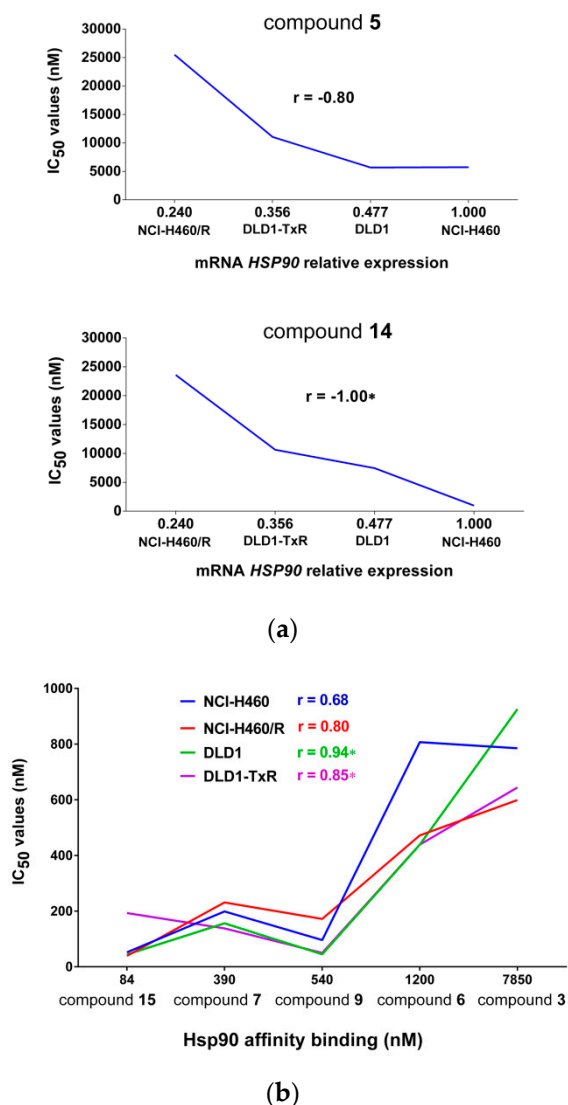 compound 5
30000
25000
20000
15000
10000
5000
0
IC50 values (nM)
r = -0.80
0.240 0.356 0.477 1.000
NCI-H460/R DLD1-TxR DLD1 NCI-H460
mRNA HSP90 relative expression
compound 14
30000
25000
20000
15000
10000
5000
0
IC50 values (nM)
r = -1.00*
0.240 0.356 0.477 1.000
NCI-H460/R DLD1-TxR DLD1 NCI-H460
mRNA HSP90 relative expression
(a)
1000
800
600
400
200
0
IC50 values (nM)
NCI-H460 r = 0.68
NCI-H460/R r = 0.80
DLD1 r = 0.94*
DLD1-TxR r = 0.85*
84 390 540 1200 7850
compound 15 compound 7 compound 9 compound 6 compound 3
Hsp90 affinity binding (nM)
(b)